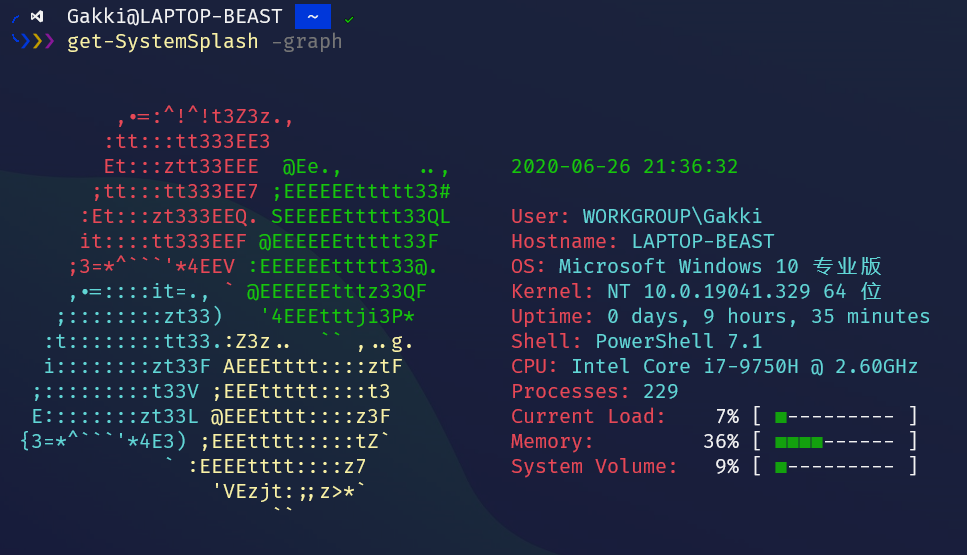 Gakki@LAPTOP-BEAST ~ ✓
❯❯❯ get-SystemSplash -graph
,•=:^!^!t3Z3z.,
:tt:::tt333EE3
Et:::ztt33EEE @Ee., ..,     2020-06-26 21:36:32
;tt:::tt333EE7 ;EEEEEEttttt33#
:Et:::zt333EEQ. SEEEEEttttt33QL     User: WORKGROUP\Gakki
it::::tt333EEF @EEEEEEttttt33F     Hostname: LAPTOP-BEAST
;3=*^```'*4EEV :EEEEEEttttt33@.     OS: Microsoft Windows 10 专业版
,•=::::it=., ` @EEEEEEtttz33QF     Kernel: NT 10.0.19041.329 64 位
;::::::::zt33) '4EEEtttji3P*     Uptime: 0 days, 9 hours, 35 minutes
:t::::::::tt33.:Z3z.. `` ,..g.     Shell: PowerShell 7.1
i::::::::zt33F AEEEtttt::::ztF     CPU: Intel Core i7-9750H @ 2.60GHz
;:::::::::t33V ;EEEttttt::::t3     Processes: 229
E::::::::zt33L @EEEtttt::::z3F     Current Load: 7% [ ■--------- ]
{3=*^```'*4E3) ;EEEtttt:::::tZ`     Memory: 36% [ ■■■■------ ]
` :EEEEtttt::::z7     System Volume: 9% [ ■--------- ]
'VEzjt:;;z>*`
``